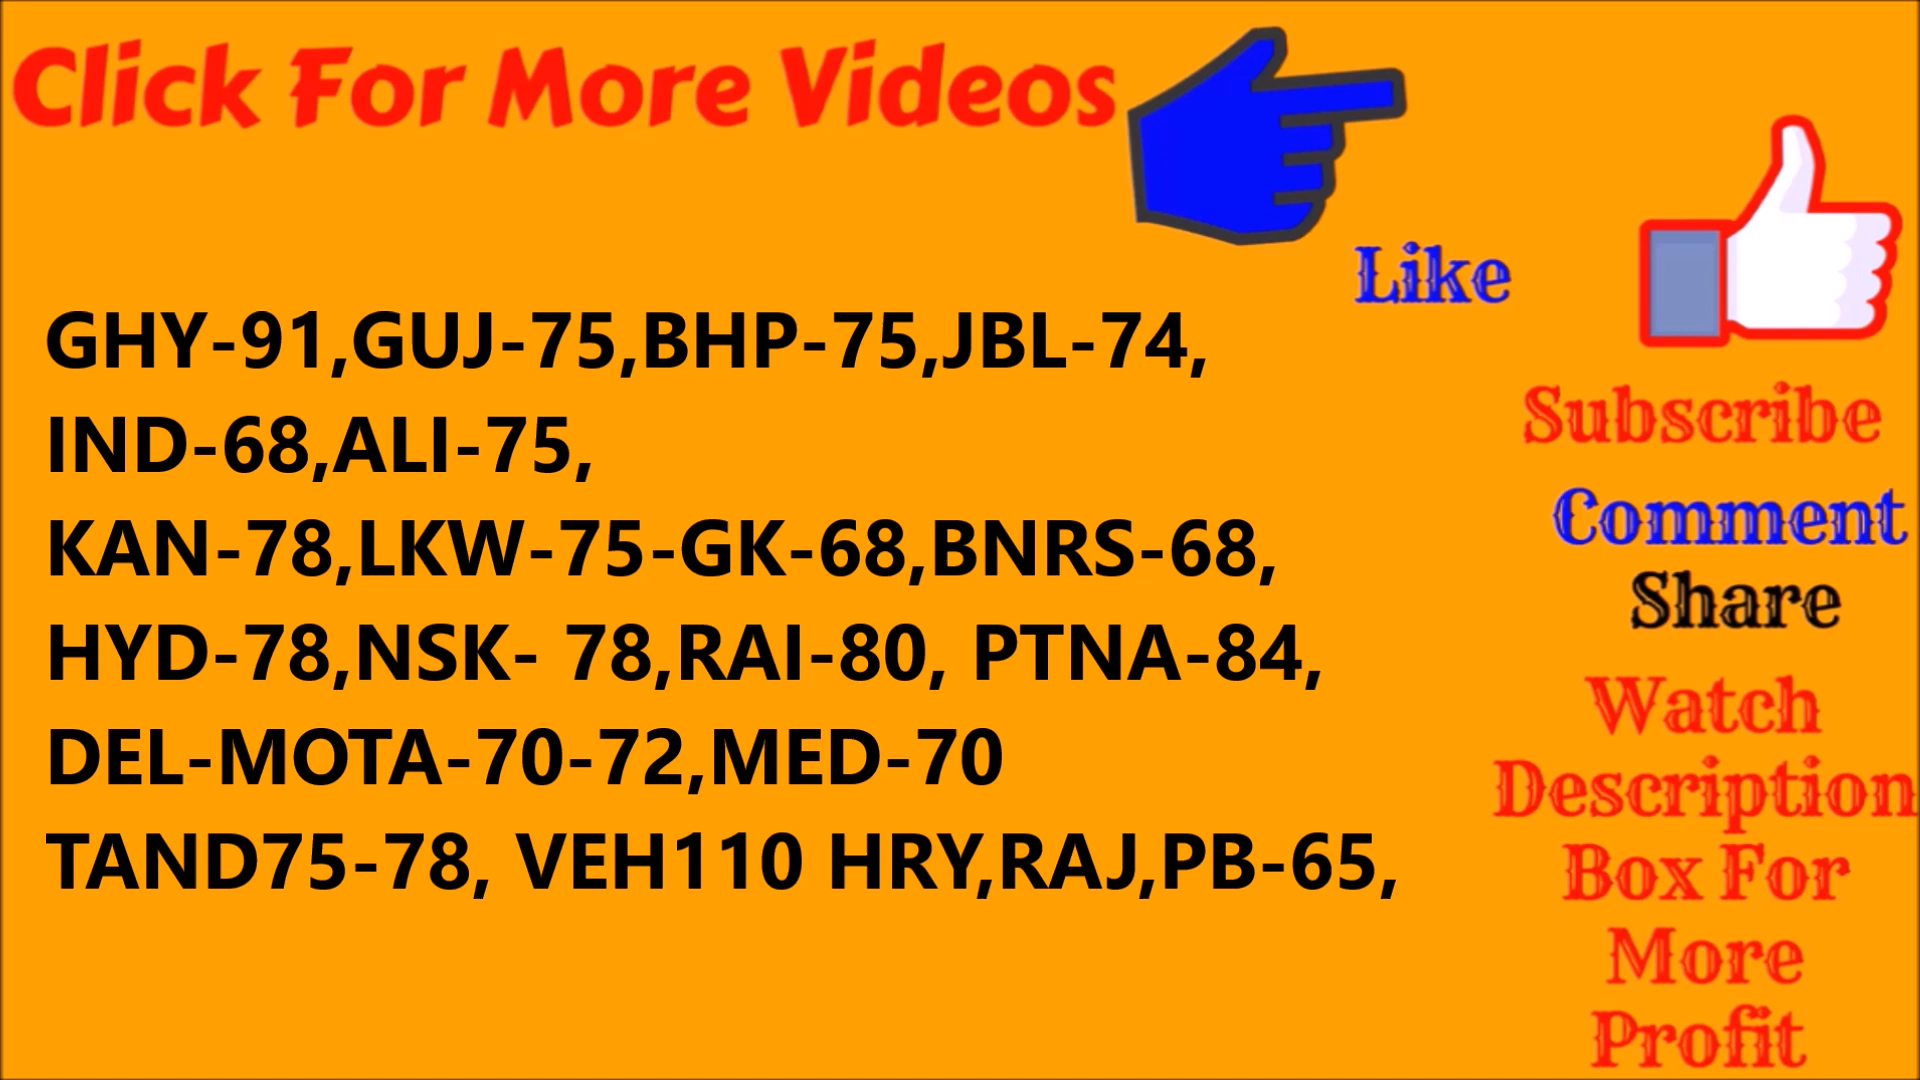 Click For More Videos
Like
GHY-91,GUJ-75,BHP-75,JBL-74,
IND-68,ALI-75,
KAN-78,LKW-75-GK-68,BNRS-68,
HYD-78,NSK- 78,RAI-80, PTNA-84,
DEL-MOTA-70-72,MED-70
TAND75-78, VEH110 HRY,RAJ,PB-65,
Subscribe
Comment
Share
Watch
Description
Box For
More
Profit